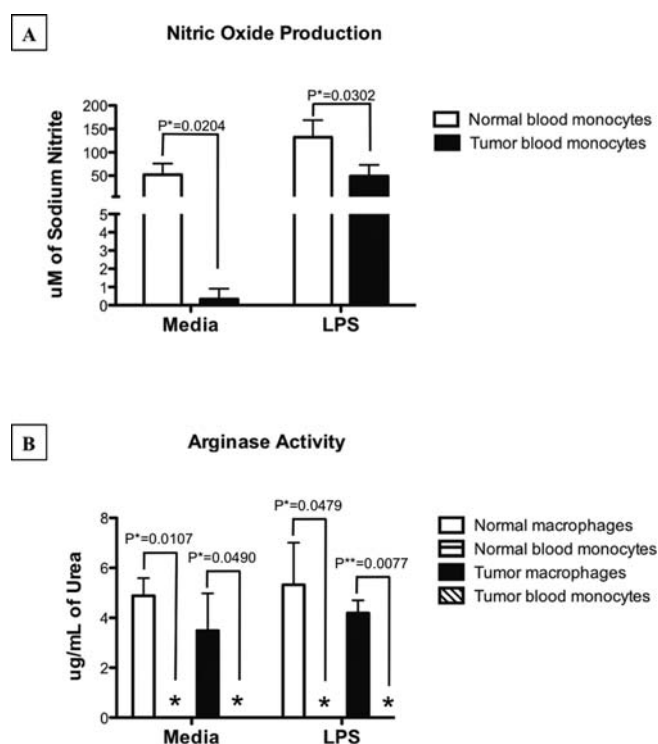 A
Nitric Oxide Production
uM of Sodium Nitrite
200
150
100
50
5
4
3
2
1
0
P*=0.0204
P*=0.0302
Media
LPS
Normal blood monocytes
Tumor blood monocytes
B
Arginase Activity
ug/mL of Urea
8
6
4
2
0
P*=0.0107
P*=0.0490
P*=0.0479
P**=0.0077
* * * *
Media
LPS
Normal macrophages
Normal blood monocytes
Tumor macrophages
Tumor blood monocytes